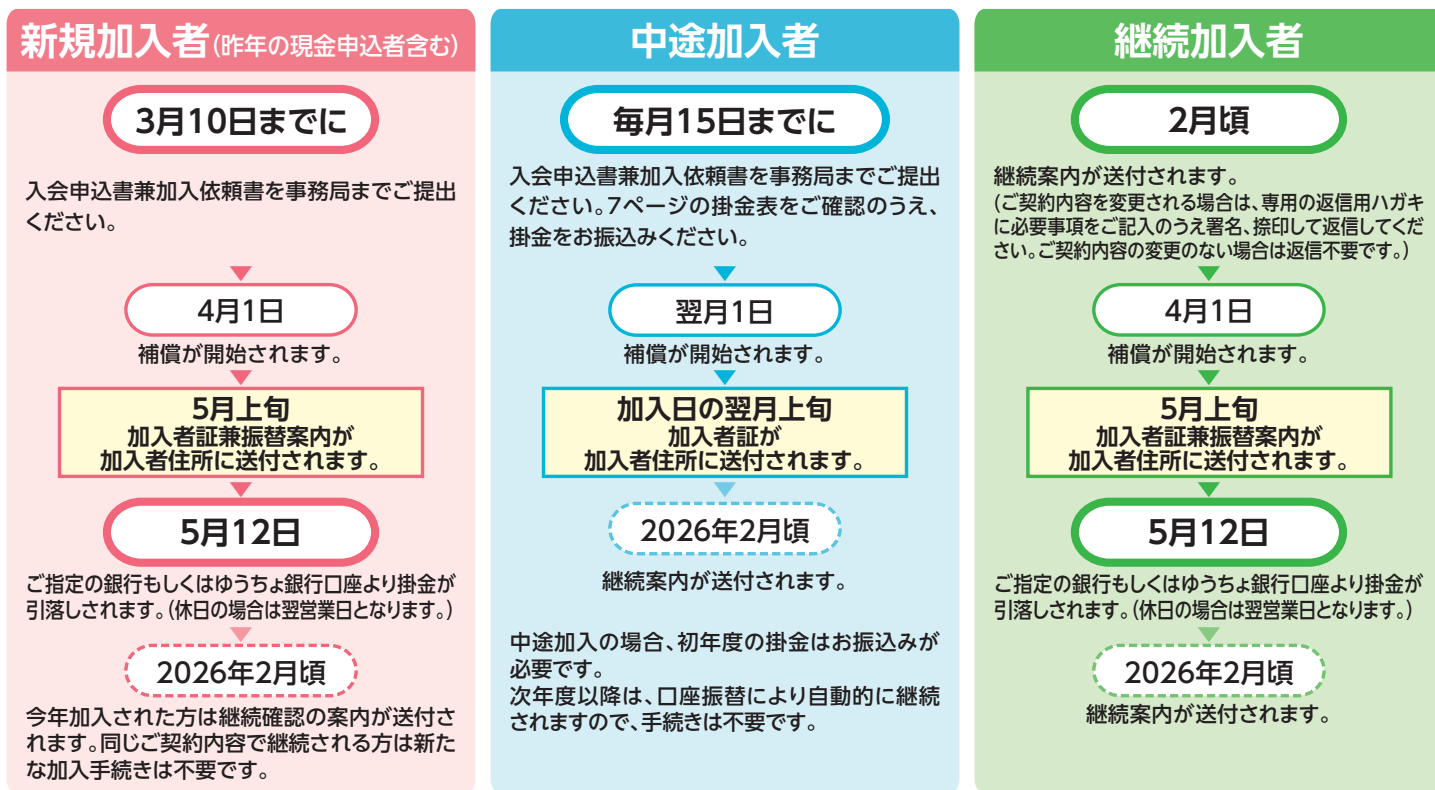 新規加入者(昨年の現金申込者含む)
3月10日までに
入会申込書兼加入依頼書を事務局までご提出
ください。
4月1日
補償が開始されます。
5月上旬
加入者証兼振替案内が
加入者住所に送付されます。
5月12日
ご指定の銀行もしくはゆうちょ銀行口座より掛金が
引落しされます。(休日の場合は翌営業日となります。)
2026年2月頃
今年加入された方は継続確認の案内が送付さ
れます。同じご契約内容で継続される方は新た
な加入手続きは不要です。
中途加入者
毎月15日までに
入会申込書兼加入依頼書を事務局までご提出
ください。7ページの掛金表をご確認のうえ、
掛金をお振込みください。
翌月1日
補償が開始されます。
加入日の翌月上旬
加入者証が
加入者住所に送付されます。
2026年2月頃
継続案内が送付されます。
中途加入の場合、初年度の掛金はお振込みが
必要です。
次年度以降は、口座振替により自動的に継続
されますので、手続きは不要です。
継続加入者
2月頃
継続案内が送付されます。
(ご契約内容を変更される場合は、専用の返信用ハガキ
に必要事項をご記入のうえ署名、捺印して返信してくだ
さい。ご契約内容の変更のない場合は返信不要です。)
4月1日
補償が開始されます。
5月上旬
加入者証兼振替案内が
加入者住所に送付されます。
5月12日
ご指定の銀行もしくはゆうちょ銀行口座より掛金が
引落しされます。(休日の場合は翌営業日となります。)
2026年2月頃
継続案内が送付されます。